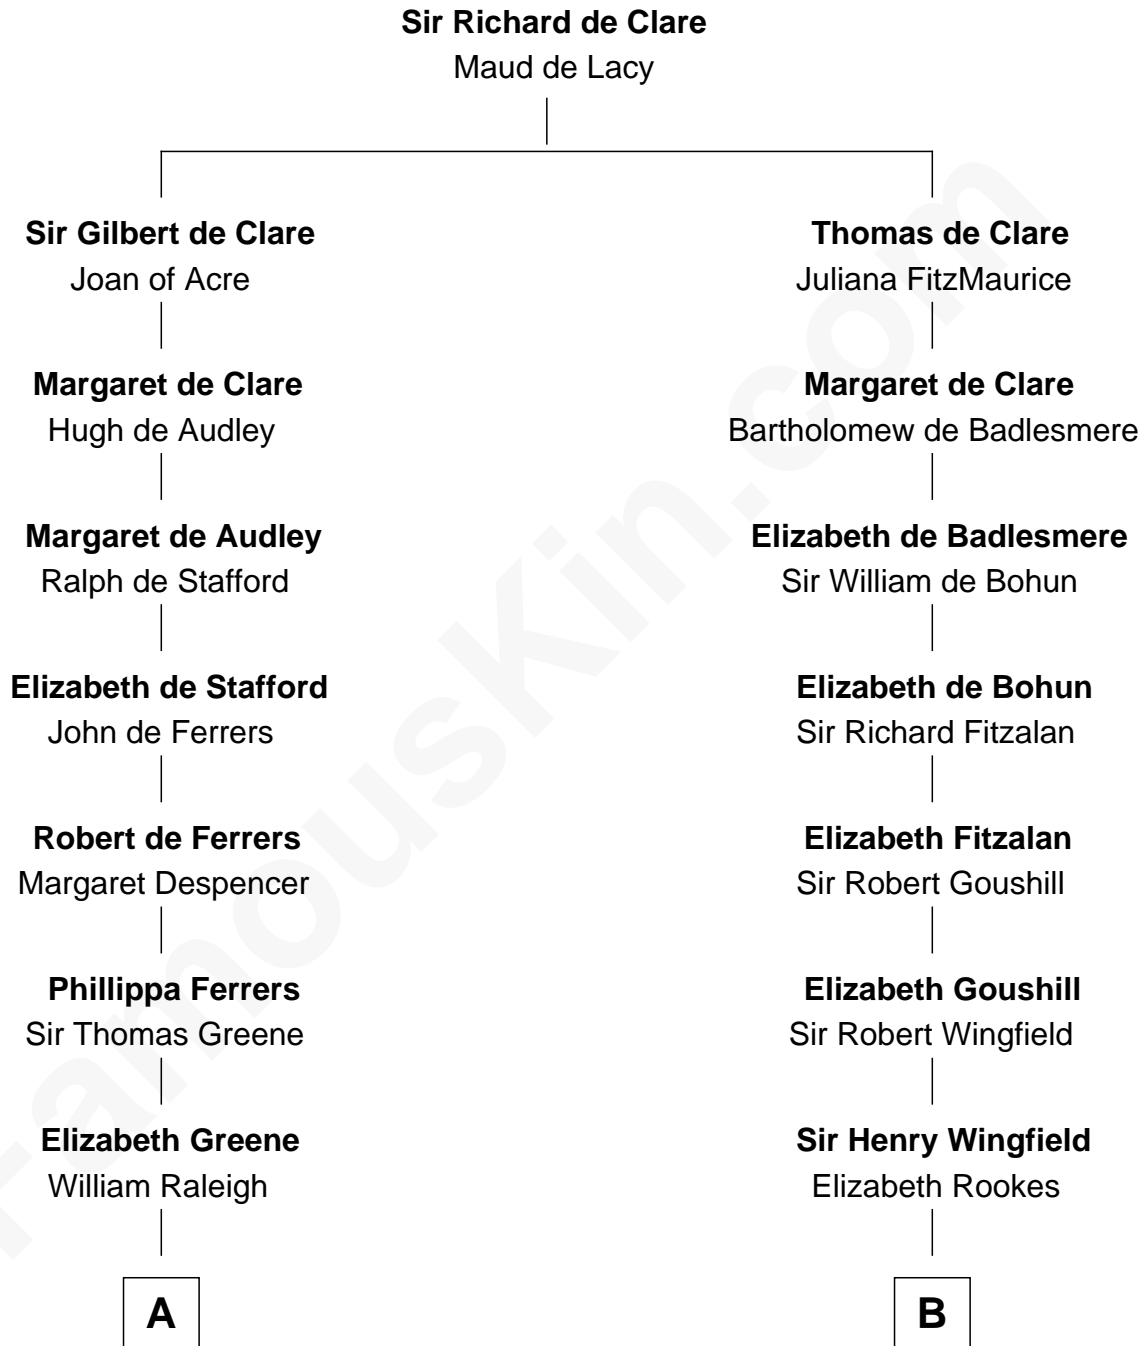 Sir Richard de Clare
Maud de Lacy
Sir Gilbert de Clare
Joan of Acre
Thomas de Clare
Juliana FitzMaurice
Margaret de Clare
Hugh de Audley
Margaret de Clare
Bartholomew de Badlesmere
Margaret de Audley
Ralph de Stafford
Elizabeth de Badlesmere
Sir William de Bohun
Elizabeth de Stafford
John de Ferrers
Elizabeth de Bohun
Sir Richard Fitzalan
Robert de Ferrers
Margaret Despencer
Elizabeth Fitzalan
Sir Robert Goushill
Phillippa Ferrers
Sir Thomas Greene
Elizabeth Goushill
Sir Robert Wingfield
Elizabeth Greene
William Raleigh
Sir Henry Wingfield
Elizabeth Rookes
A
B
FamousKin.com